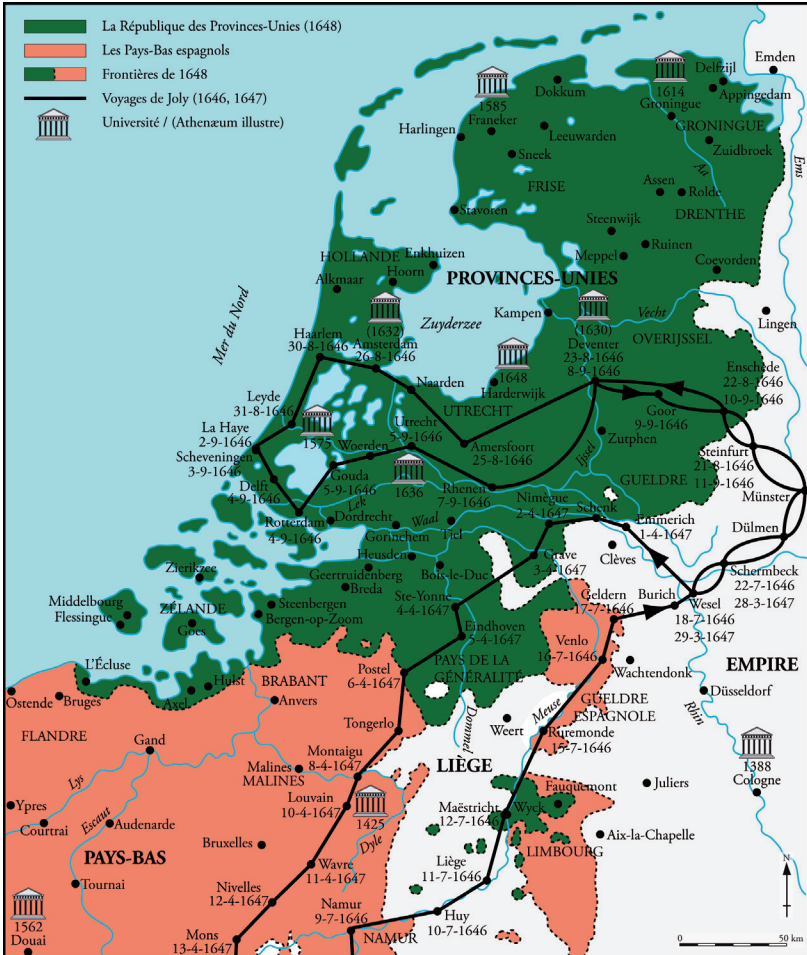 La République des Provinces-Unies (1648)
Les Pays-Bas espagnols
Frontières de 1648
Voyages de Joly (1646, 1647)
Université / (Athenæum illustre)
Emden
Delfzijl
Appingedam
1614
Groningue
GRONINGUE
Zuidbroek
Aa
Ems
1585
Franeker
Dokkum
Harlingen
Leeuwarden
Sneek
FRISE
Stavoren
Assen
Rolde
DRENTHE
Steenwijk
Ruinen
Meppel
Coevorden
HOLLANDE
Enkhuizen
Hoorn
Alkmaar
PROVINCES-UNIES
Mer du Nord
Zuyderzee
Kampen
Vecht
Lingen
(1632)
Amsterdam
26-8-1646
Haarlem
30-8-1646
(1630)
Deventer
23-8-1646
8-9-1646
OVERIJSSEL
1648
Harderwijk
Naarden
Enschede
22-8-1646
10-9-1646
Goor
9-9-1646
Leyde
31-8-1646
1575
UTRECHT
Utrecht
5-9-1646
Woerden
Amersfoort
25-8-1646
Zutphen
Ijssel
La Haye
2-9-1646
Scheveningen
3-9-1646
Delft
4-9-1646
Gouda
5-9-1646
1636
Steinfurt
21-8-1646
11-9-1646
Münster
GUELDRE
Rhenen
7-9-1646
Lek
Rotterdam
4-9-1646
Dordrecht
Waal
Gorinchem
Tiel
Nimègue
2-4-1647
Schenk
Emmerich
1-4-1647
Dülmen
Clèves
Heusden
Bois-le-Duc
Grave
3-4-1647
Schermbeck
22-7-1646
28-3-1647
Zierikzee
Geertruidenberg
Breda
Ste-Yonne
4-4-1647
Geldern
17-7-1646
Burich
Wesel
18-7-1646
29-3-1647
Middelbourg
Flessingue
ZÉLANDE
Goes
Steenbergen
Bergen-op-Zoom
Eindhoven
5-4-1647
Venlo
16-7-1646
Wachtendonk
EMPIRE
L'Écluse
Hulst
Axel
BRABANT
Anvers
Postel
6-4-1647
PAYS DE LA
GÉNÉRALITÉ
GUELDRE
ESPAGNOLE
Düsseldorf
Rhin
Ostende
Bruges
FLANDRE
Gand
Tongerlo
Dommel
Weert
Meuse
Ruremonde
15-7-1646
Lys
Malines
MALINES
Montaigu
8-4-1647
LIÈGE
1388
Cologne
Juliers
Ypres
Courtrai
Escaut
Audenarde
Louvain
10-4-1647
1425
Dyle
Maëstricht
12-7-1646
Wyck
Fauquemont
LIMBOURG
Aix-la-Chapelle
PAYS-BAS
Bruxelles
Wavre
11-4-1647
Liège
11-7-1646
Tournai
Nivelles
12-4-1647
1562
Douai
Mons
13-4-1647
Namur
9-7-1646
NAMUR
Huy
10-7-1646
N
0
50 km